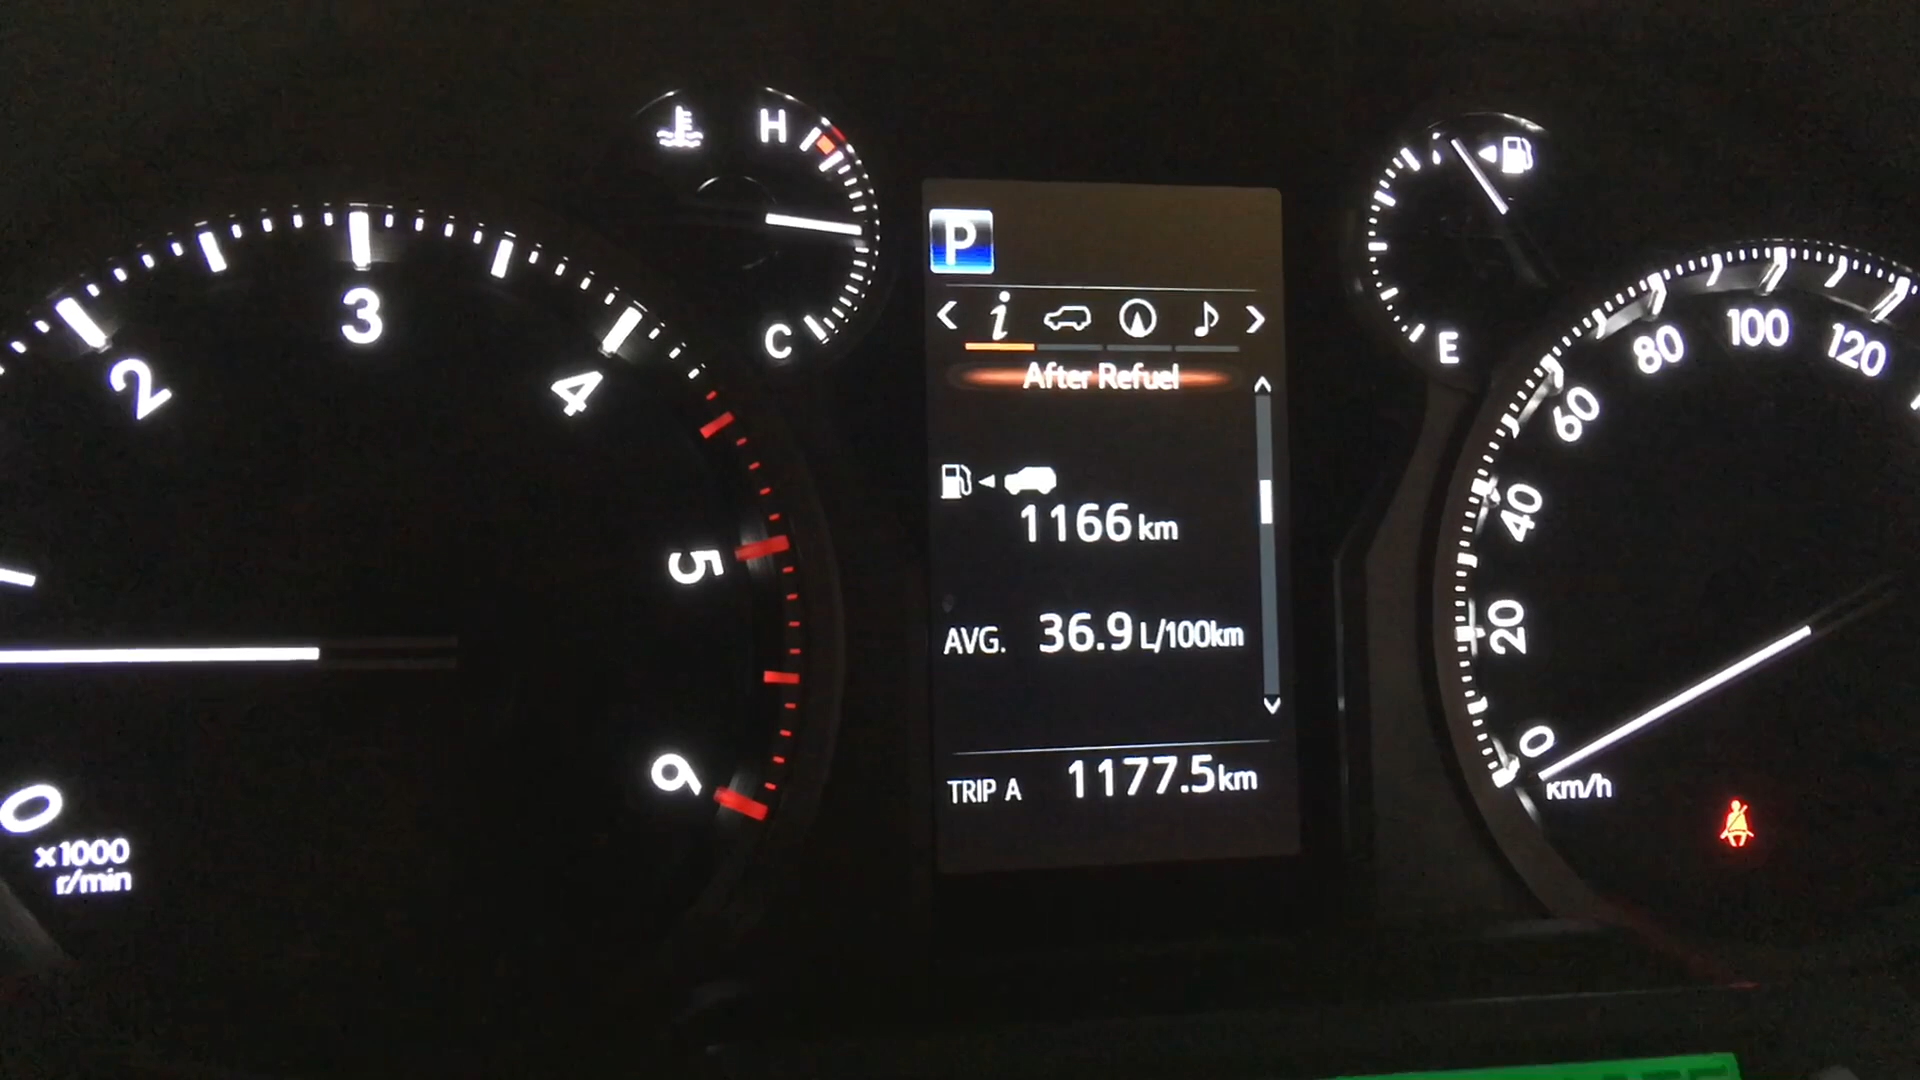 H
C
2
3
4
5
6
0
x1000
r/min
P
i
After Refuel
1166 km
AVG. 36.9 L/100km
TRIP A 1177.5 km
E
0
20
40
60
80
100
120
km/h